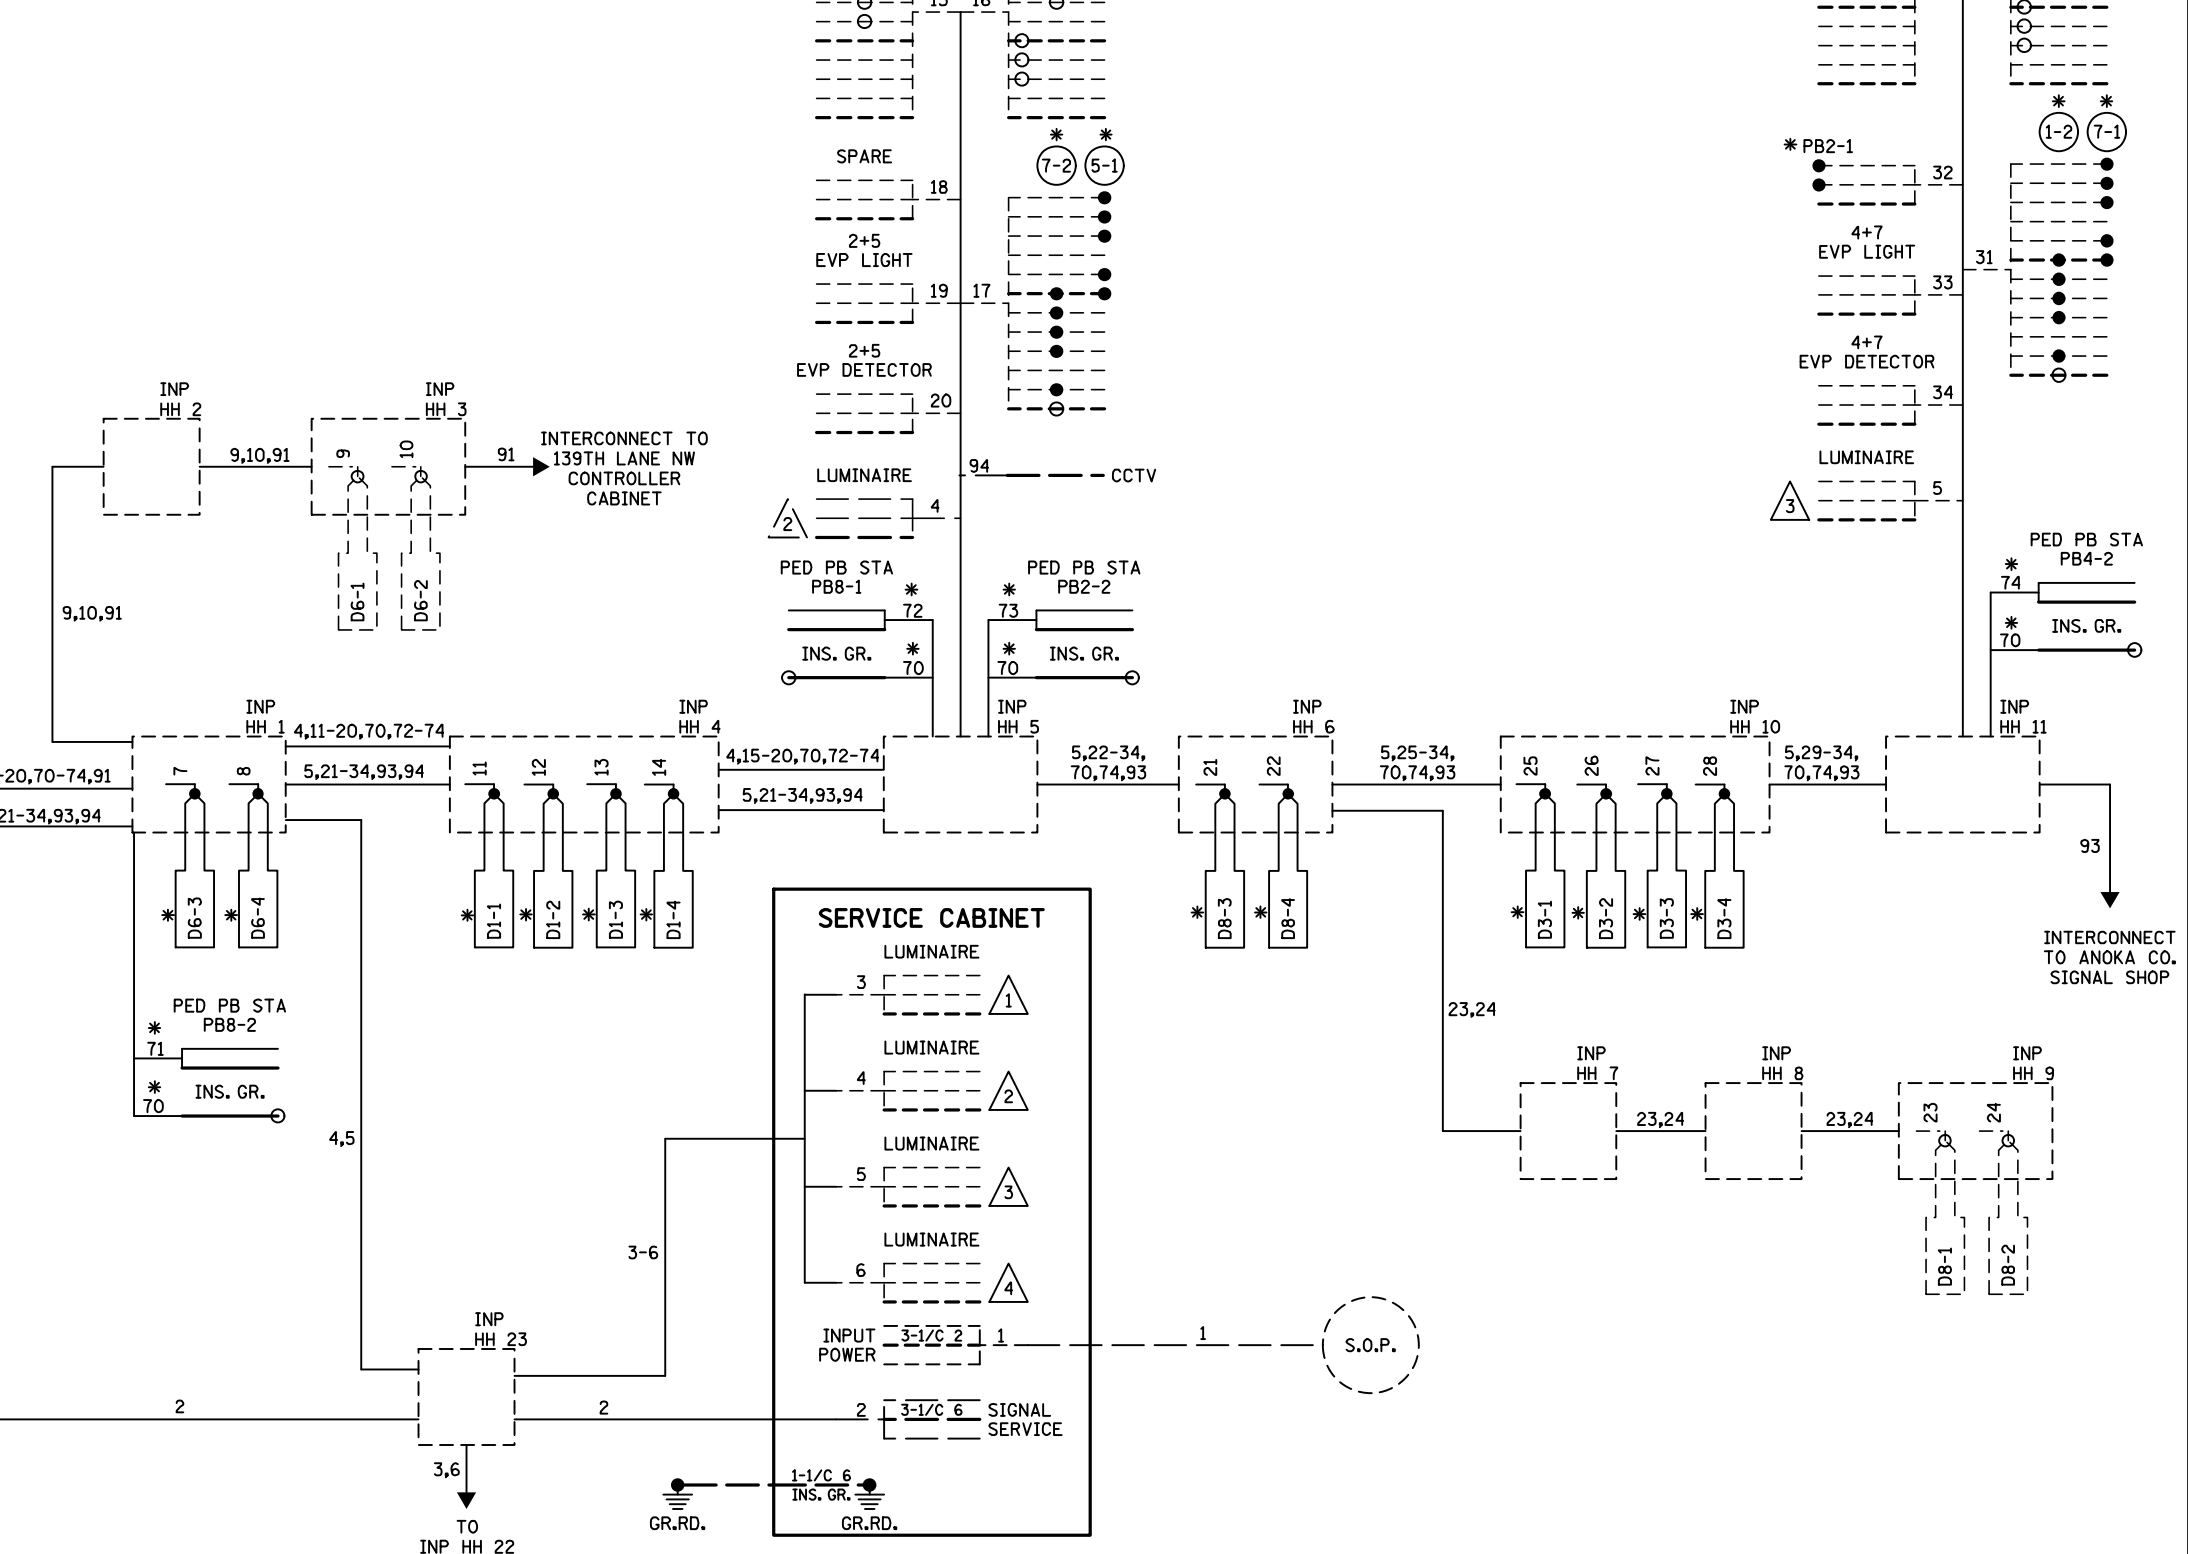 15 16
SPARE
18
* *
7-2 5-1
2+5
EVP LIGHT
19 17
2+5
EVP DETECTOR
20
LUMINAIRE
2
4
94
CCTV
* PB2-1
32
* *
1-2 7-1
4+7
EVP LIGHT
33
31
4+7
EVP DETECTOR
34
LUMINAIRE
3
5
INP
HH 2
9,10,91
INP
HH 3
9
10
D6-1
D6-2
91
INTERCONNECT TO
139TH LANE NW
CONTROLLER
CABINET
9,10,91
PED PB STA
PB8-1
*
72
INS. GR.
*
70
PED PB STA
PB2-2
*
73
INS. GR.
*
70
PED PB STA
PB4-2
*
74
INS. GR.
*
70
-20,70-74,91
21-34,93,94
INP
HH 1
7
8
* D6-3
* D6-4
4,11-20,70,72-74
5,21-34,93,94
INP
HH 4
11
12
13
14
* D1-1
* D1-2
* D1-3
* D1-4
4,15-20,70,72-74
5,21-34,93,94
INP
HH 5
5,22-34,
70,74,93
INP
HH 6
21
22
* D8-3
* D8-4
5,25-34,
70,74,93
INP
HH 10
25
26
27
28
* D3-1
* D3-2
* D3-3
* D3-4
5,29-34,
70,74,93
INP
HH 11
93
INTERCONNECT
TO ANOKA CO.
SIGNAL SHOP
PED PB STA
PB8-2
*
71
INS. GR.
*
70
4,5
23,24
INP
HH 7
23,24
INP
HH 8
23,24
INP
HH 9
23
24
D8-1
D8-2
SERVICE CABINET
LUMINAIRE
3
1
LUMINAIRE
4
2
LUMINAIRE
5
3
LUMINAIRE
6
4
INPUT
POWER
3-1/C 2
1
1
S.O.P.
2
3-1/C 6
SIGNAL
SERVICE
1-1/C 6
INS. GR.
GR.RD.
GR.RD.
3-6
INP
HH 23
2
2
3,6
TO
INP HH 22